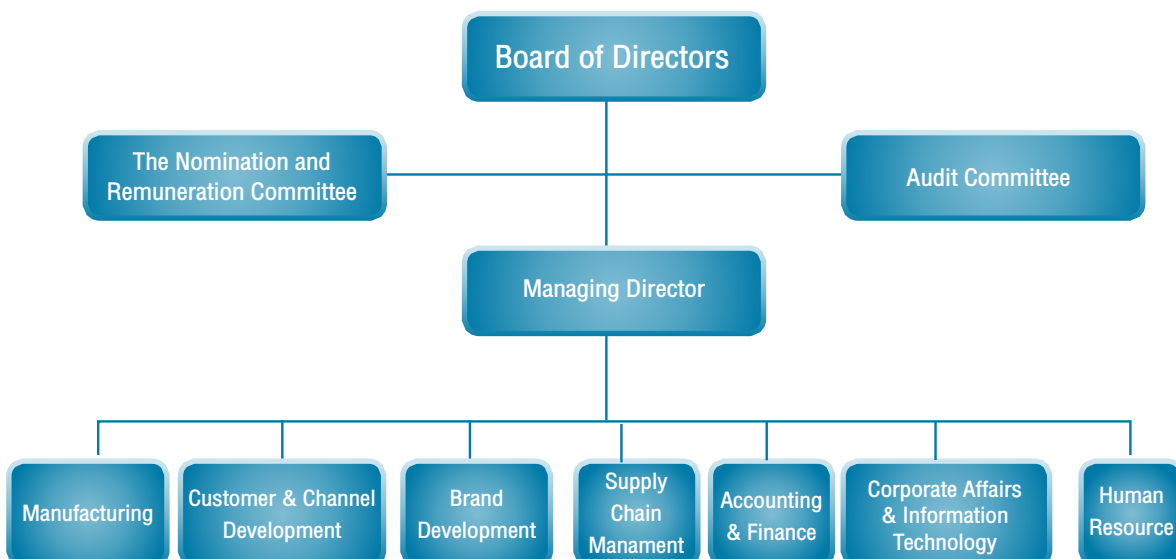 Board of Directors
The Nomination and
Remuneration Committee
Audit Committee
Managing Director
Manufacturing
Customer & Channel
Development
Brand
Development
Supply
Chain
Manament
Accounting
& Finance
Corporate Affairs
& Information
Technology
Human
Resource